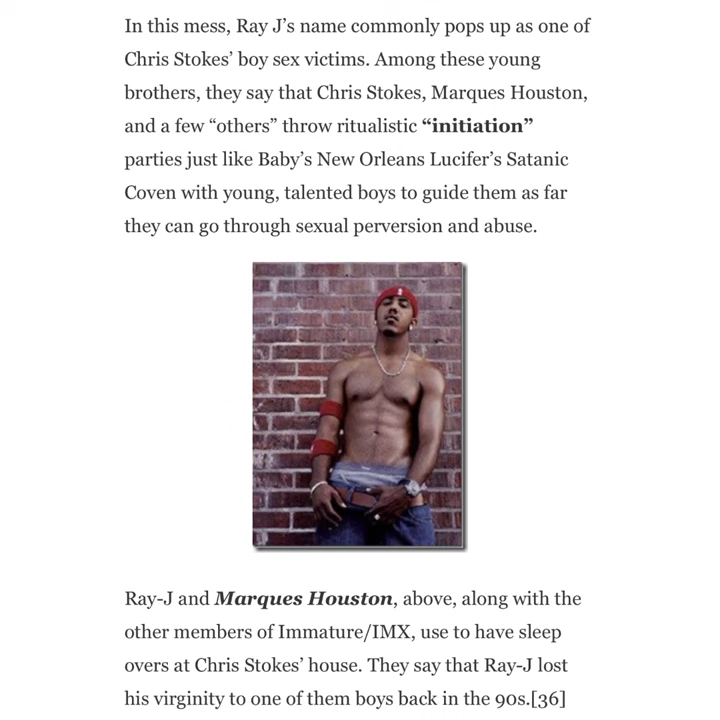 In this mess, Ray J’s name commonly pops up as one of
Chris Stokes’ boy sex victims. Among these young
brothers, they say that Chris Stokes, Marques Houston,
and a few “others” throw ritualistic “initiation”
parties just like Baby’s New Orleans Lucifer’s Satanic
Coven with young, talented boys to guide them as far
they can go through sexual perversion and abuse.
Ray-J and Marques Houston, above, along with the
other members of Immature/IMX, use to have sleep
overs at Chris Stokes’ house. They say that Ray-J lost
his virginity to one of them boys back in the 90s.[36]